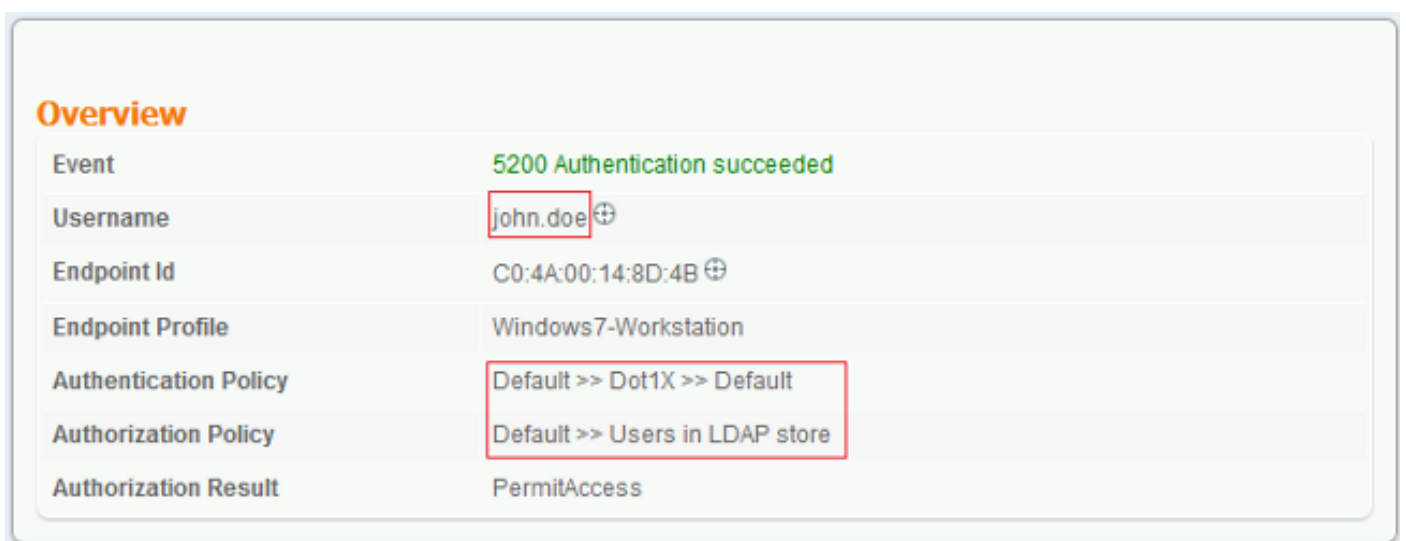 Overview
Event 5200 Authentication succeeded
Username john.doe
Endpoint Id C0:4A:00:14:8D:4B
Endpoint Profile Windows7-Workstation
Authentication Policy Default >> Dot1X >> Default
Authorization Policy Default >> Users in LDAP store
Authorization Result PermitAccess